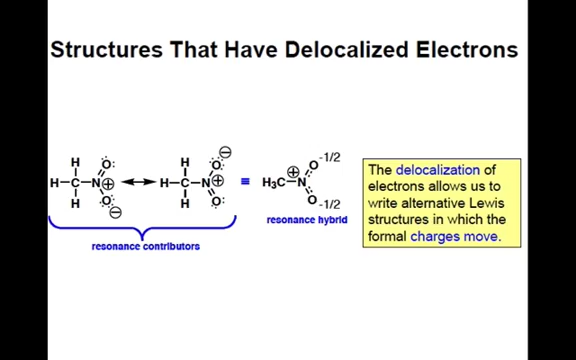 Structures That Have Delocalized Electrons
H H
O: O: ⊖
H-C-N⊕ ↔ H-C-N⊕ ≡ H₃C-N⊕ O -1/2
O: ⊖ O: O -1/2
H H
resonance contributors
resonance hybrid
The delocalization of
electrons allows us to
write alternative Lewis
structures in which the
formal charges move.